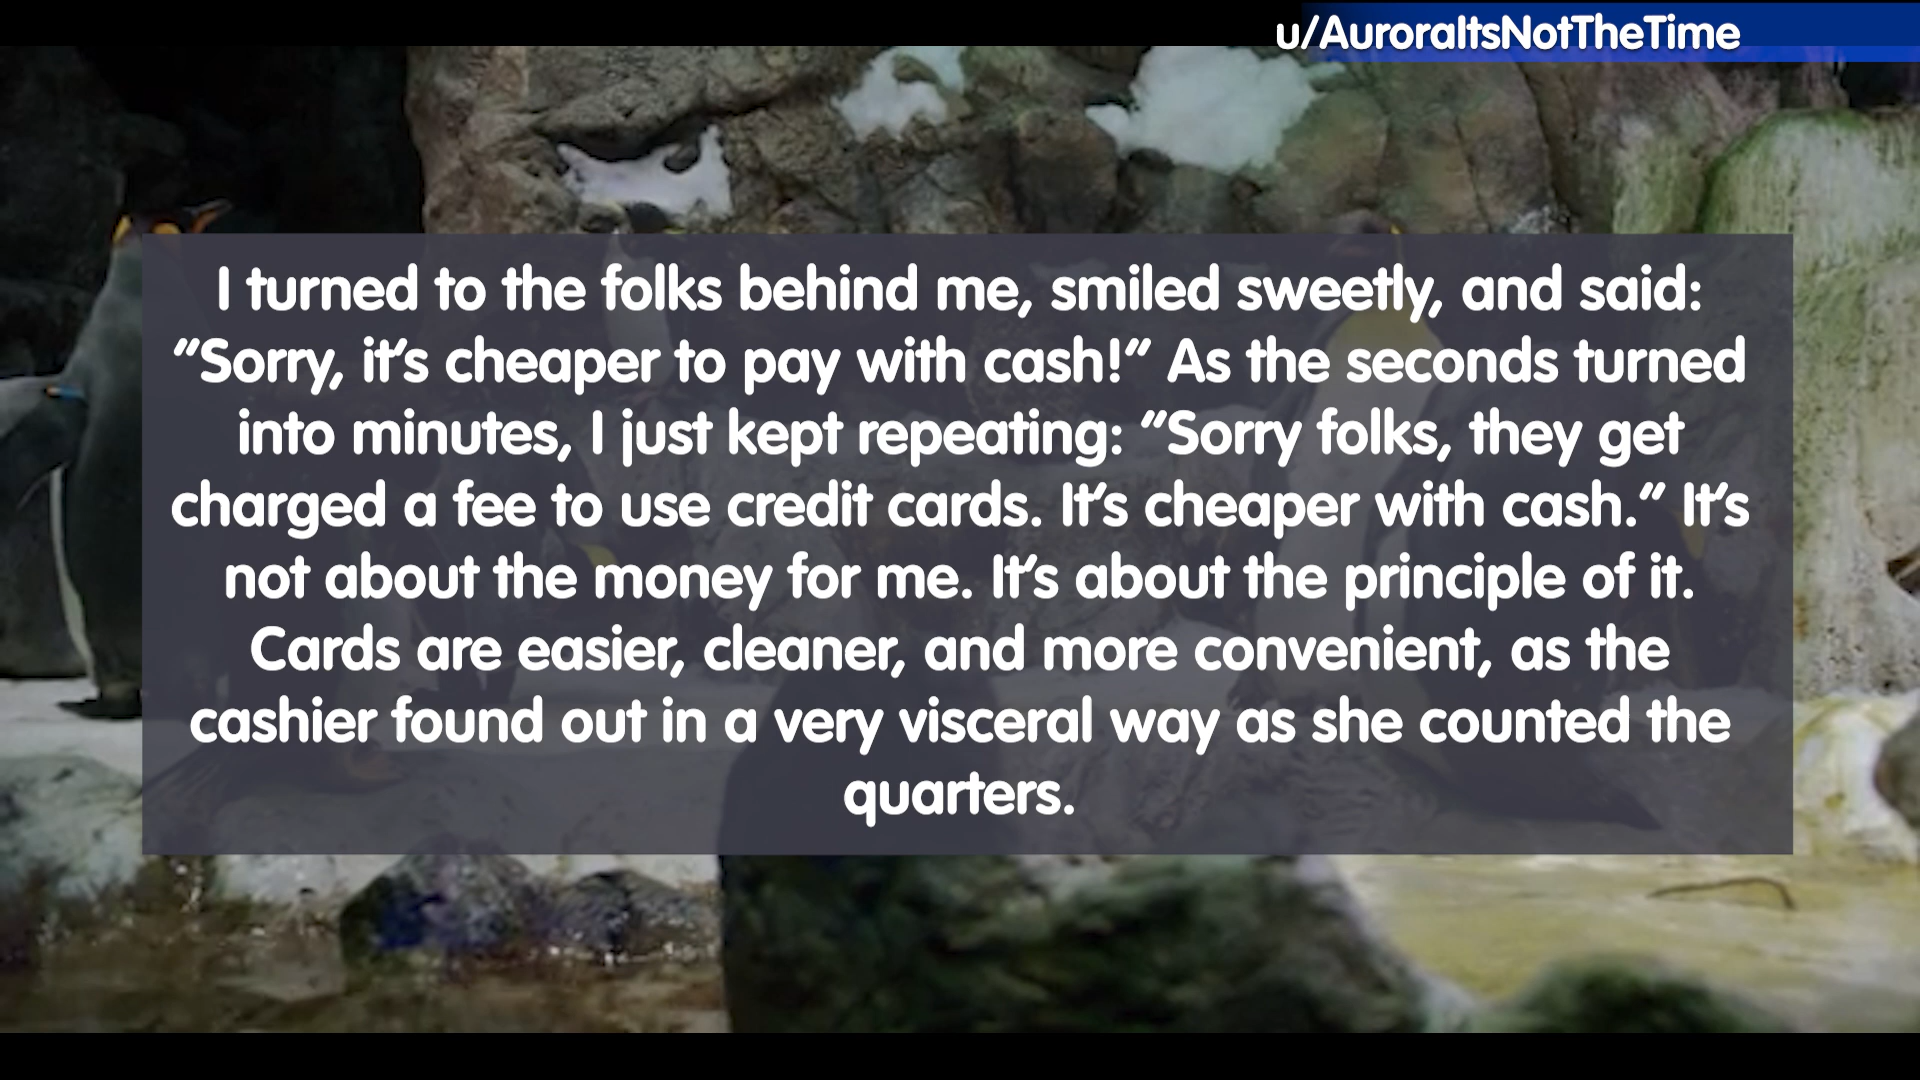 u/AuroraItsNotTheTime
I turned to the folks behind me, smiled sweetly, and said:
"Sorry, it's cheaper to pay with cash!" As the seconds turned
into minutes, I just kept repeating: "Sorry folks, they get
charged a fee to use credit cards. It's cheaper with cash." It's
not about the money for me. It's about the principle of it.
Cards are easier, cleaner, and more convenient, as the
cashier found out in a very visceral way as she counted the
quarters.